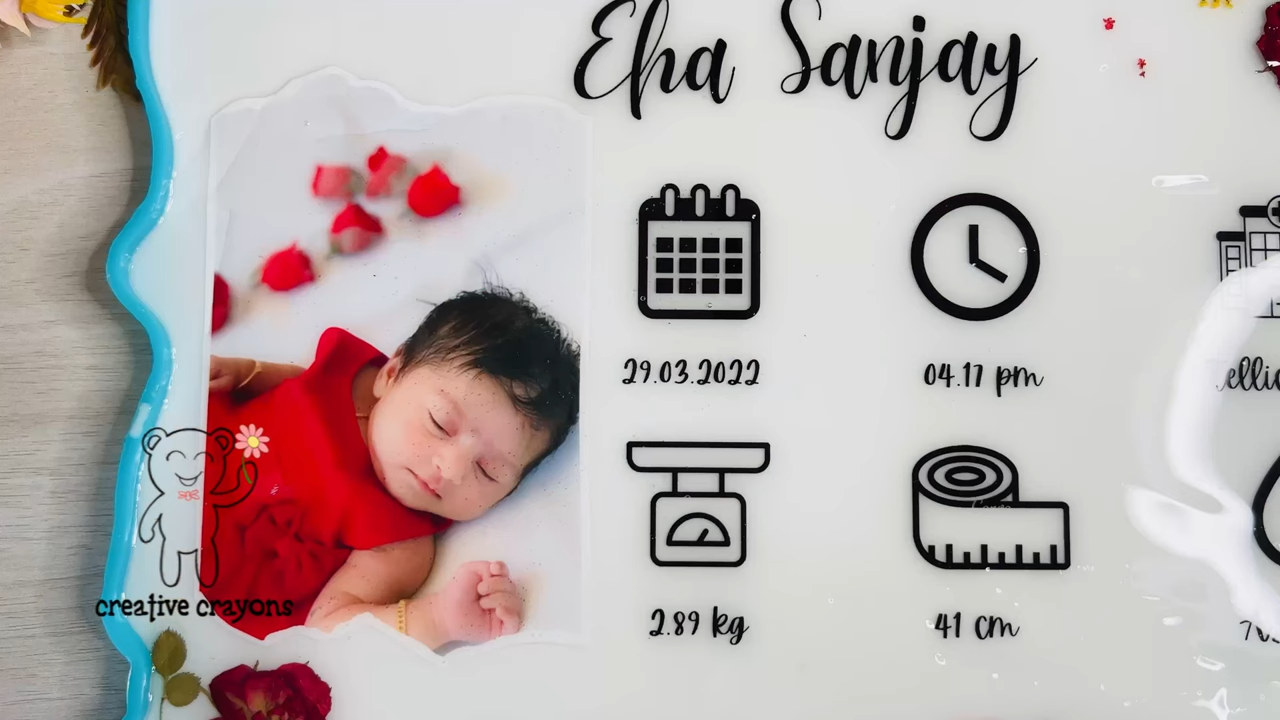 Eha Sanjay
29.03.2022
04.17 pm
2.89 kg
41 cm
creative crayons